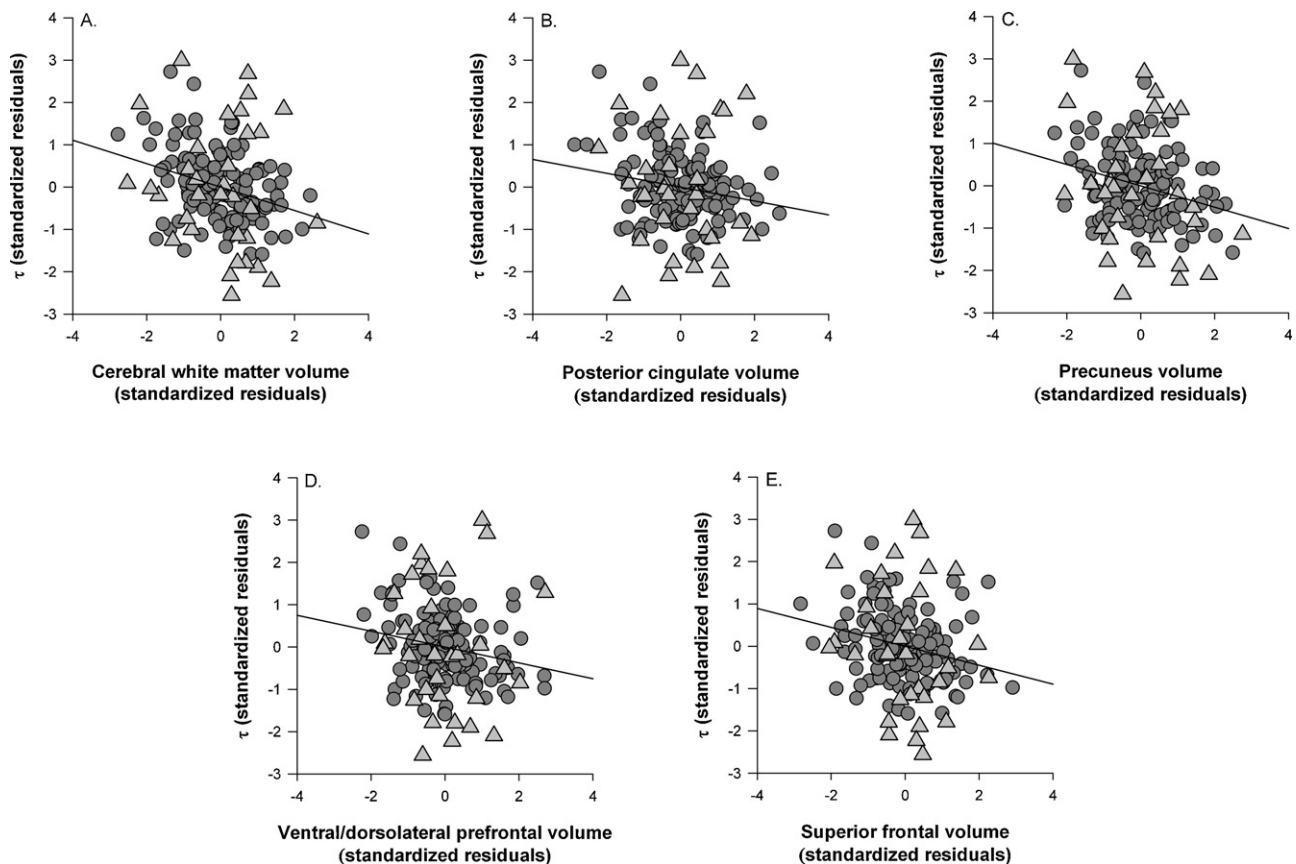 A.
τ (standardized residuals)
4
3
2
1
0
-1
-2
-3
-4 -2 0 2 4
Cerebral white matter volume
(standardized residuals)
B.
τ (standardized residuals)
4
3
2
1
0
-1
-2
-3
-4 -2 0 2 4
Posterior cingulate volume
(standardized residuals)
C.
τ (standardized residuals)
4
3
2
1
0
-1
-2
-3
-4 -2 0 2 4
Precuneus volume
(standardized residuals)
D.
τ (standardized residuals)
4
3
2
1
0
-1
-2
-3
-4 -2 0 2 4
Ventral/dorsolateral prefrontal volume
(standardized residuals)
E.
τ (standardized residuals)
4
3
2
1
0
-1
-2
-3
-4 -2 0 2 4
Superior frontal volume
(standardized residuals)